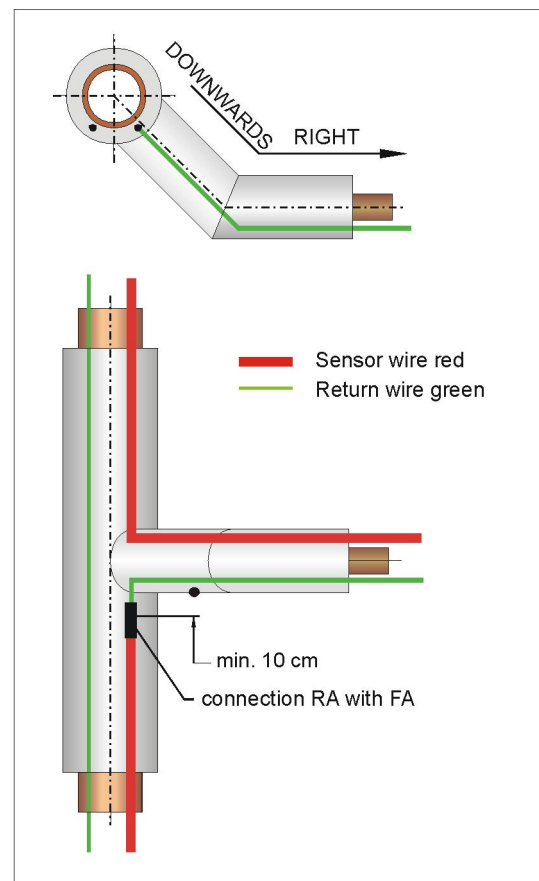 DOWNWARDS
RIGHT
Sensor wire red
Return wire green
min. 10 cm
connection RA with FA